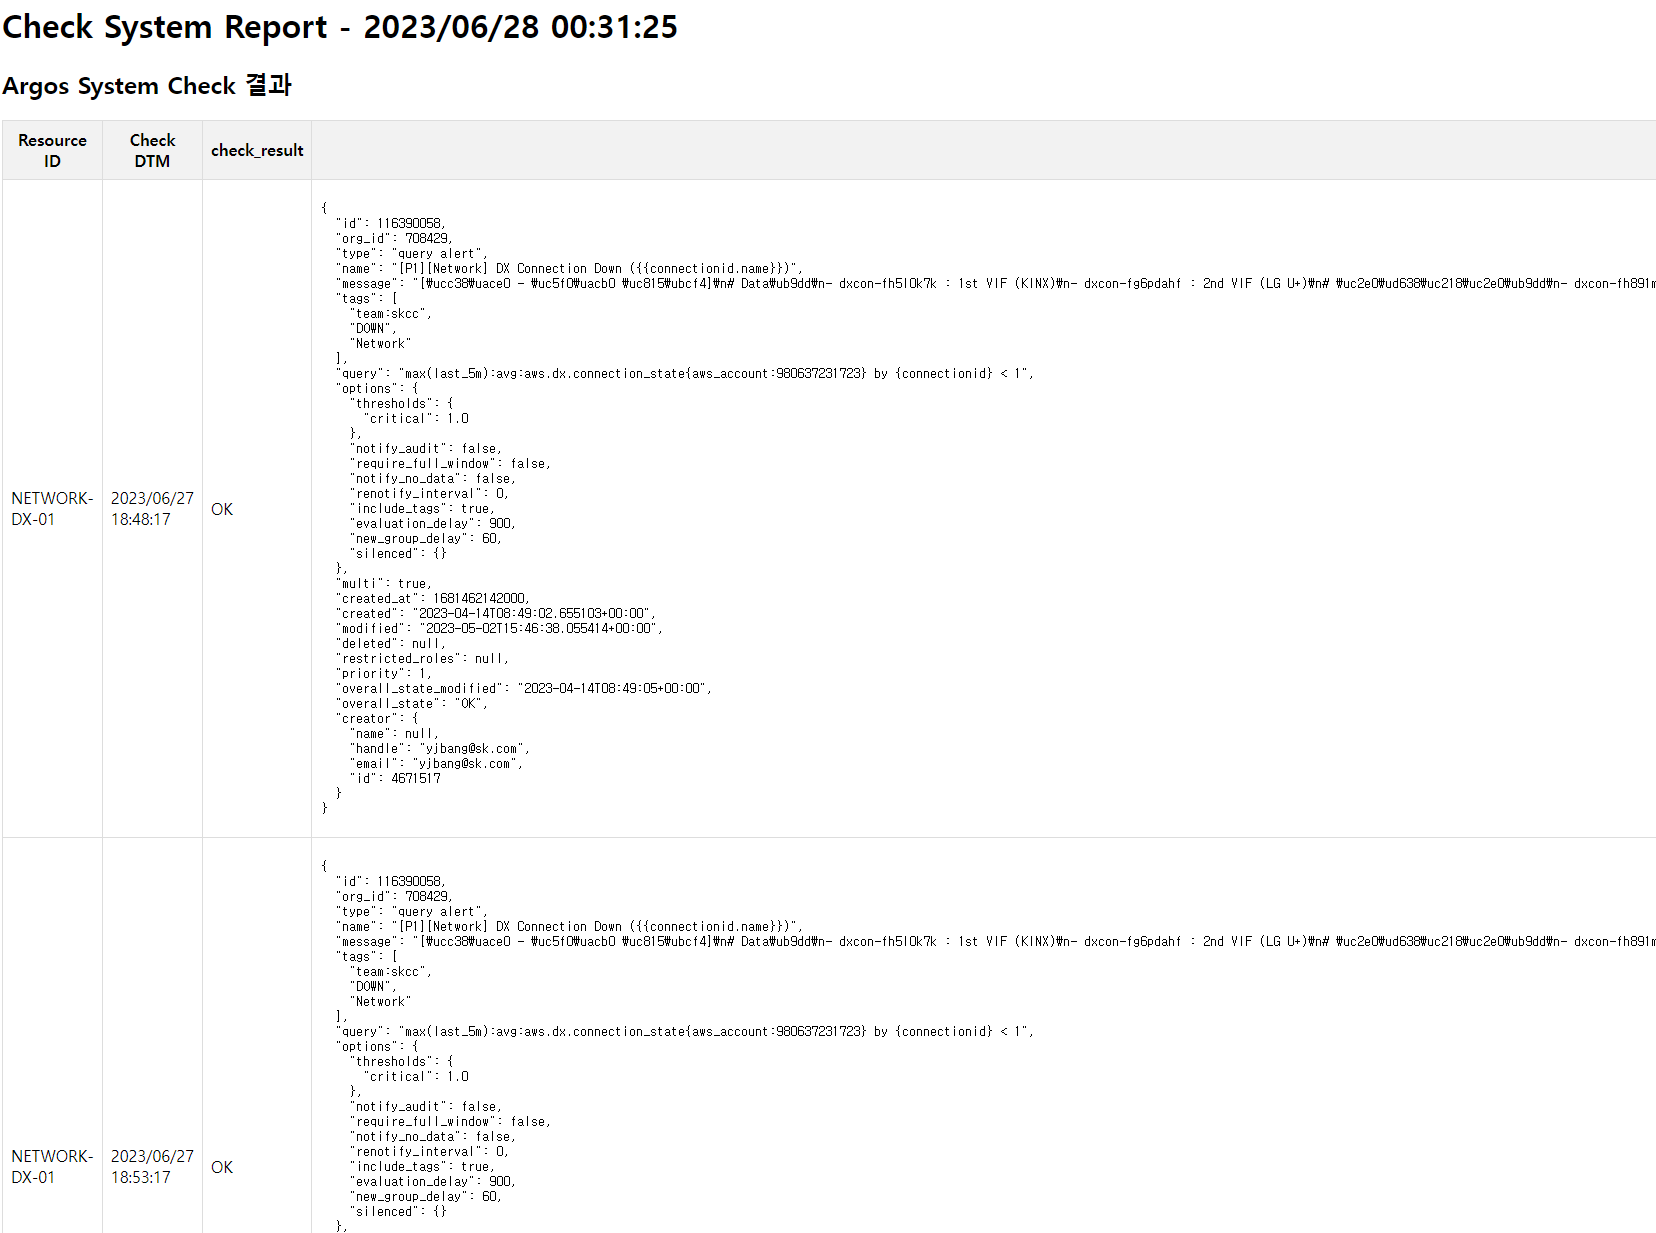 Check System Report - 2023/06/28 00:31:25
Argos System Check 결과
Resource ID
Check DTM
check_result
NETWORK-DX-01
2023/06/27 18:48:17
OK
{
"id": 116390058,
"org_id": 708429,
"type": "query alert",
"name": "[P1][Network] DX Connection Down ({{connectionid.name}})",
"message": "[₩ucc38₩uace0 - ₩uc5f0₩uacb0 ₩uc815₩ubcf4]₩n# Data₩ub9dd₩n- dxcon-fh5l0k7k : 1st VIF (KINX)₩n- dxcon-fg6pdahf : 2nd VIF (LG U+)₩n# ₩uc2e0₩ud638₩uc218₩uc2e0₩ub9dd₩n- dxcon-fh891m
"tags": [
"team:skcc",
"DOWN",
"Network"
],
"query": "max(last_5m):avg:aws.dx.connection_state{aws_account:980637231723} by {connectionid} < 1",
"options": {
"thresholds": {
"critical": 1.0
},
"notify_audit": false,
"require_full_window": false,
"notify_no_data": false,
"renotify_interval": 0,
"include_tags": true,
"evaluation_delay": 900,
"new_group_delay": 60,
"silenced": {}
},
"multi": true,
"created_at": 1681462142000,
"created": "2023-04-14T08:49:02.655103+00:00",
"modified": "2023-05-02T15:46:38.055414+00:00",
"deleted": null,
"restricted_roles": null,
"priority": 1,
"overall_state_modified": "2023-04-14T08:49:05+00:00",
"overall_state": "OK",
"creator": {
"name": null,
"handle": "yjbang@sk.com",
"email": "yjbang@sk.com",
"id": 4671517
}
}
NETWORK-DX-01
2023/06/27 18:53:17
OK
{
"id": 116390058,
"org_id": 708429,
"type": "query alert",
"name": "[P1][Network] DX Connection Down ({{connectionid.name}})",
"message": "[₩ucc38₩uace0 - ₩uc5f0₩uacb0 ₩uc815₩ubcf4]₩n# Data₩ub9dd₩n- dxcon-fh5l0k7k : 1st VIF (KINX)₩n- dxcon-fg6pdahf : 2nd VIF (LG U+)₩n# ₩uc2e0₩ud638₩uc218₩uc2e0₩ub9dd₩n- dxcon-fh891m
"tags": [
"team:skcc",
"DOWN",
"Network"
],
"query": "max(last_5m):avg:aws.dx.connection_state{aws_account:980637231723} by {connectionid} < 1",
"options": {
"thresholds": {
"critical": 1.0
},
"notify_audit": false,
"require_full_window": false,
"notify_no_data": false,
"renotify_interval": 0,
"include_tags": true,
"evaluation_delay": 900,
"new_group_delay": 60,
"silenced": {}
},